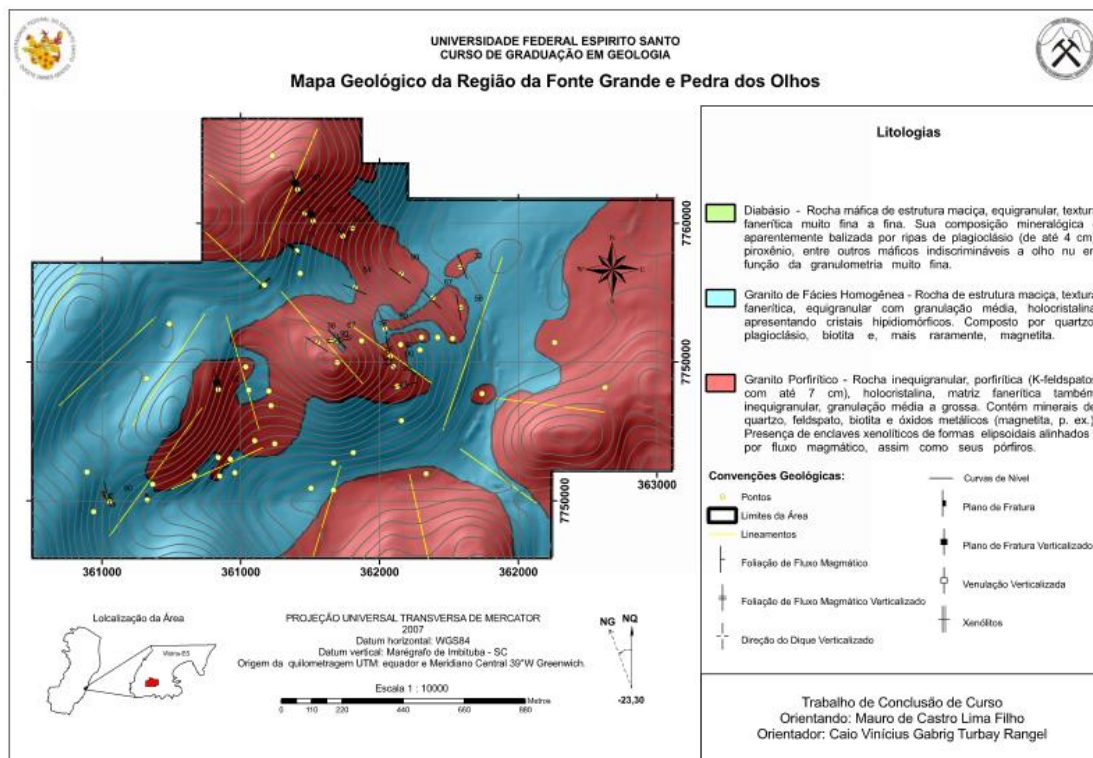 UNIVERSIDADE FEDERAL ESPIRITO SANTO
CURSO DE GRADUAÇÃO EM GEOLOGIA
Mapa Geológico da Região da Fonte Grande e Pedra dos Olhos
7760000
7750000
7750000
363000
361000
361000
362000
362000
Litologias
Diabásio - Rocha máfica de estrutura maciça, equigranular, textura
fanerítica muito fina a fina. Sua composição mineralógica
aparentemente balizada por ripas de plagioclásio (de até 4 cm)
piroxênio, entre outros máficos indiscrimináveis a olho nu em
função da granulometria muito fina.
Granito de Fácies Homogênea - Rocha de estrutura maciça, textura
fanerítica, equigranular com granulação média, holocristalina
apresentando cristais hipidiomórficos. Composto por quartzo,
plagioclásio, biotita e, mais raramente, magnetita.
Granito Porfirítico - Rocha inequigranular, porfirítica (K-feldspatos
com até 7 cm), holocristalina, matriz fanerítica também
inequigranular, granulação média a grossa. Contém minerais de
quartzo, feldspato, biotita e óxidos metálicos (magnetita, p. ex.)
Presença de enclaves xenolíticos de formas elipsoidais alinhados
por fluxo magmático, assim como seus pórfiros.
Convenções Geológicas:
Pontos
Limites da Área
Lineamentos
Foliação de Fluxo Magmático
Foliação de Fluxo Magmático Verticalizado
Direção do Dique Verticalizado
Curvas de Nível
Plano de Fratura
Plano de Fratura Verticalizado
Venulação Verticalizada
Xenólitos
Lolcalização da Área
Vitória-ES
PROJEÇÃO UNIVERSAL TRANSVERSA DE MERCATOR
2007
Datum horizontal: WGS84
Datum vertical: Marégrafo de Imbituba - SC
Origem da quilometragem UTM: equador e Meridiano Central 39°W Greenwich.
Escala 1 : 10000
0 110 220 440 660 880
Metros
NG NQ
-23,30
Trabalho de Conclusão de Curso
Orientando: Mauro de Castro Lima Filho
Orientador: Caio Vinícius Gabrig Turbay Rangel